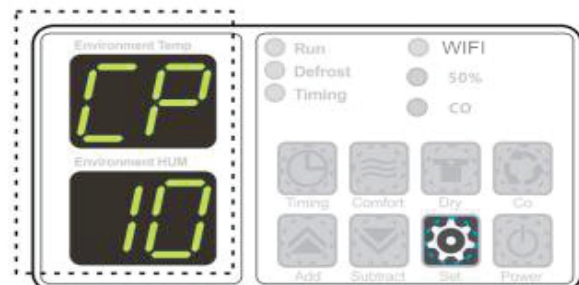 Environment Temp
CP
Environment HUM
10
Run
Defrost
Timing
WIFI
50%
CO
Timing
Comfort
Dry
Co
Add
Subtract
Set
Power